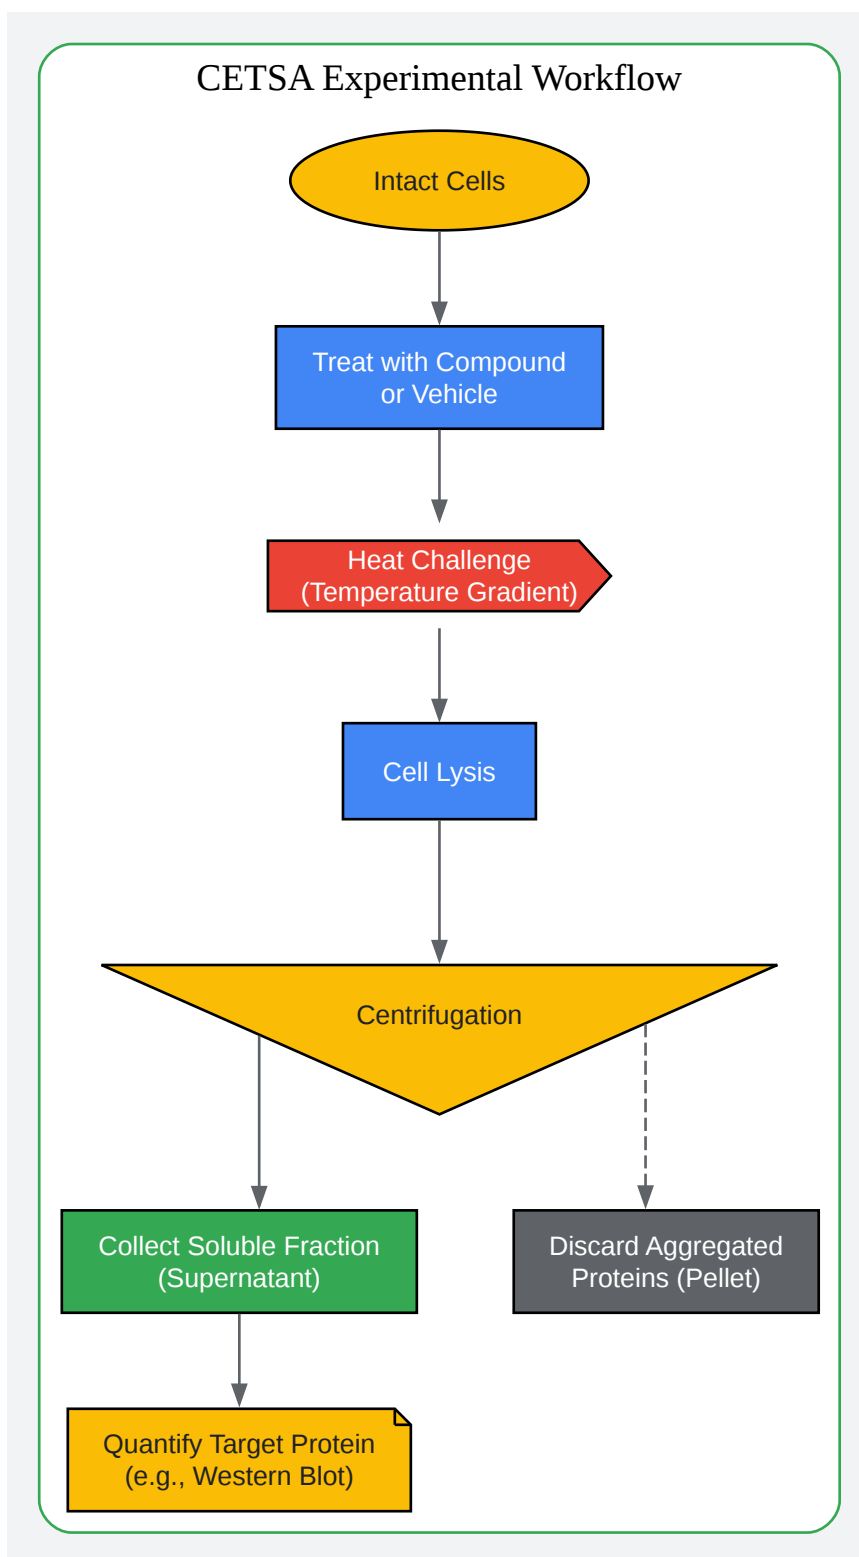 CETSA Experimental Workflow
Intact Cells
Treat with Compound
or Vehicle
Heat Challenge
(Temperature Gradient)
Cell Lysis
Centrifugation
Collect Soluble Fraction
(Supernatant)
Discard Aggregated
Proteins (Pellet)
Quantify Target Protein
(e.g., Western Blot)